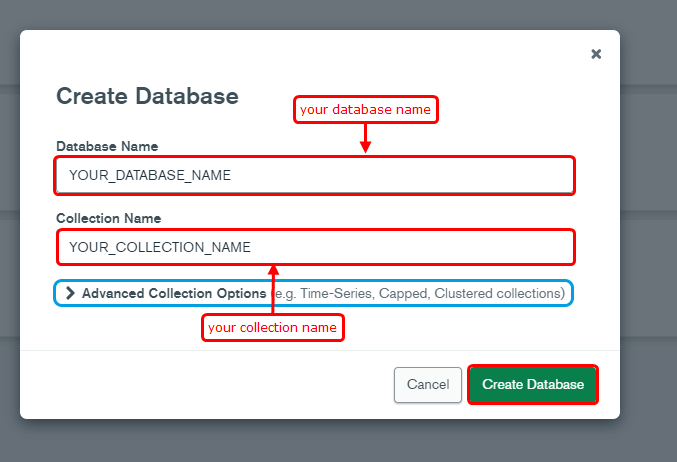 Create Database
your database name
Database Name
YOUR_DATABASE_NAME
Collection Name
YOUR_COLLECTION_NAME
Advanced Collection Options (e.g. Time-Series, Capped, Clustered collections)
your collection name
Cancel
Create Database